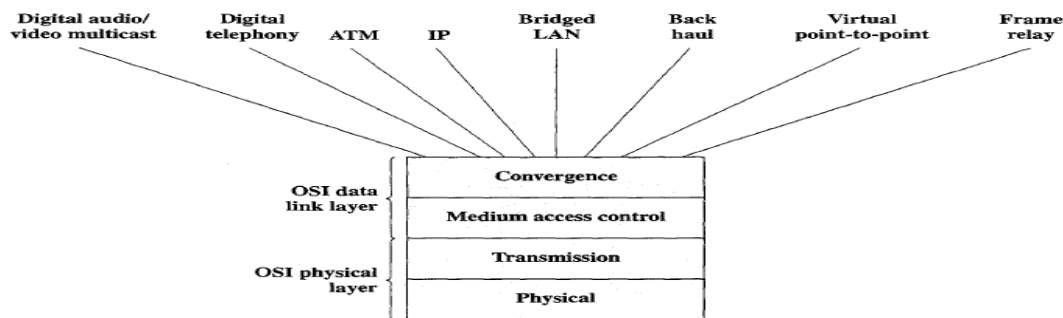 Digital audio/
video multicast
Digital
telephony
ATM
IP
Bridged
LAN
Back
haul
Virtual
point-to-point
Frame
relay
OSI data
link layer
Convergence
Medium access control
OSI physical
layer
Transmission
Physical